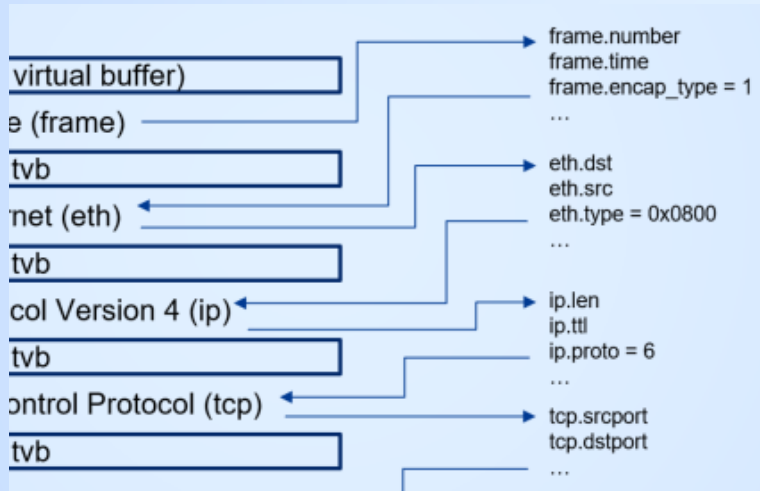 virtual buffer)
e (frame)
tvb
rnet (eth)
tvb
col Version 4 (ip)
tvb
ontrol Protocol (tcp)
tvb
frame.number
frame.time
frame.encap_type = 1
...
eth.dst
eth.src
eth.type = 0x0800
...
ip.len
ip.ttl
ip.proto = 6
...
tcp.srcport
tcp.dstport
...